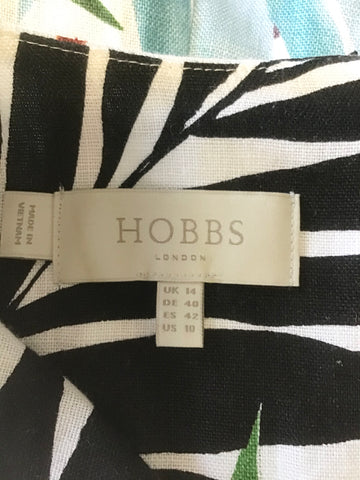 HOBBS
LONDON
MADE IN
VIETNAM
UK 14
DE 40
ES 42
US 10